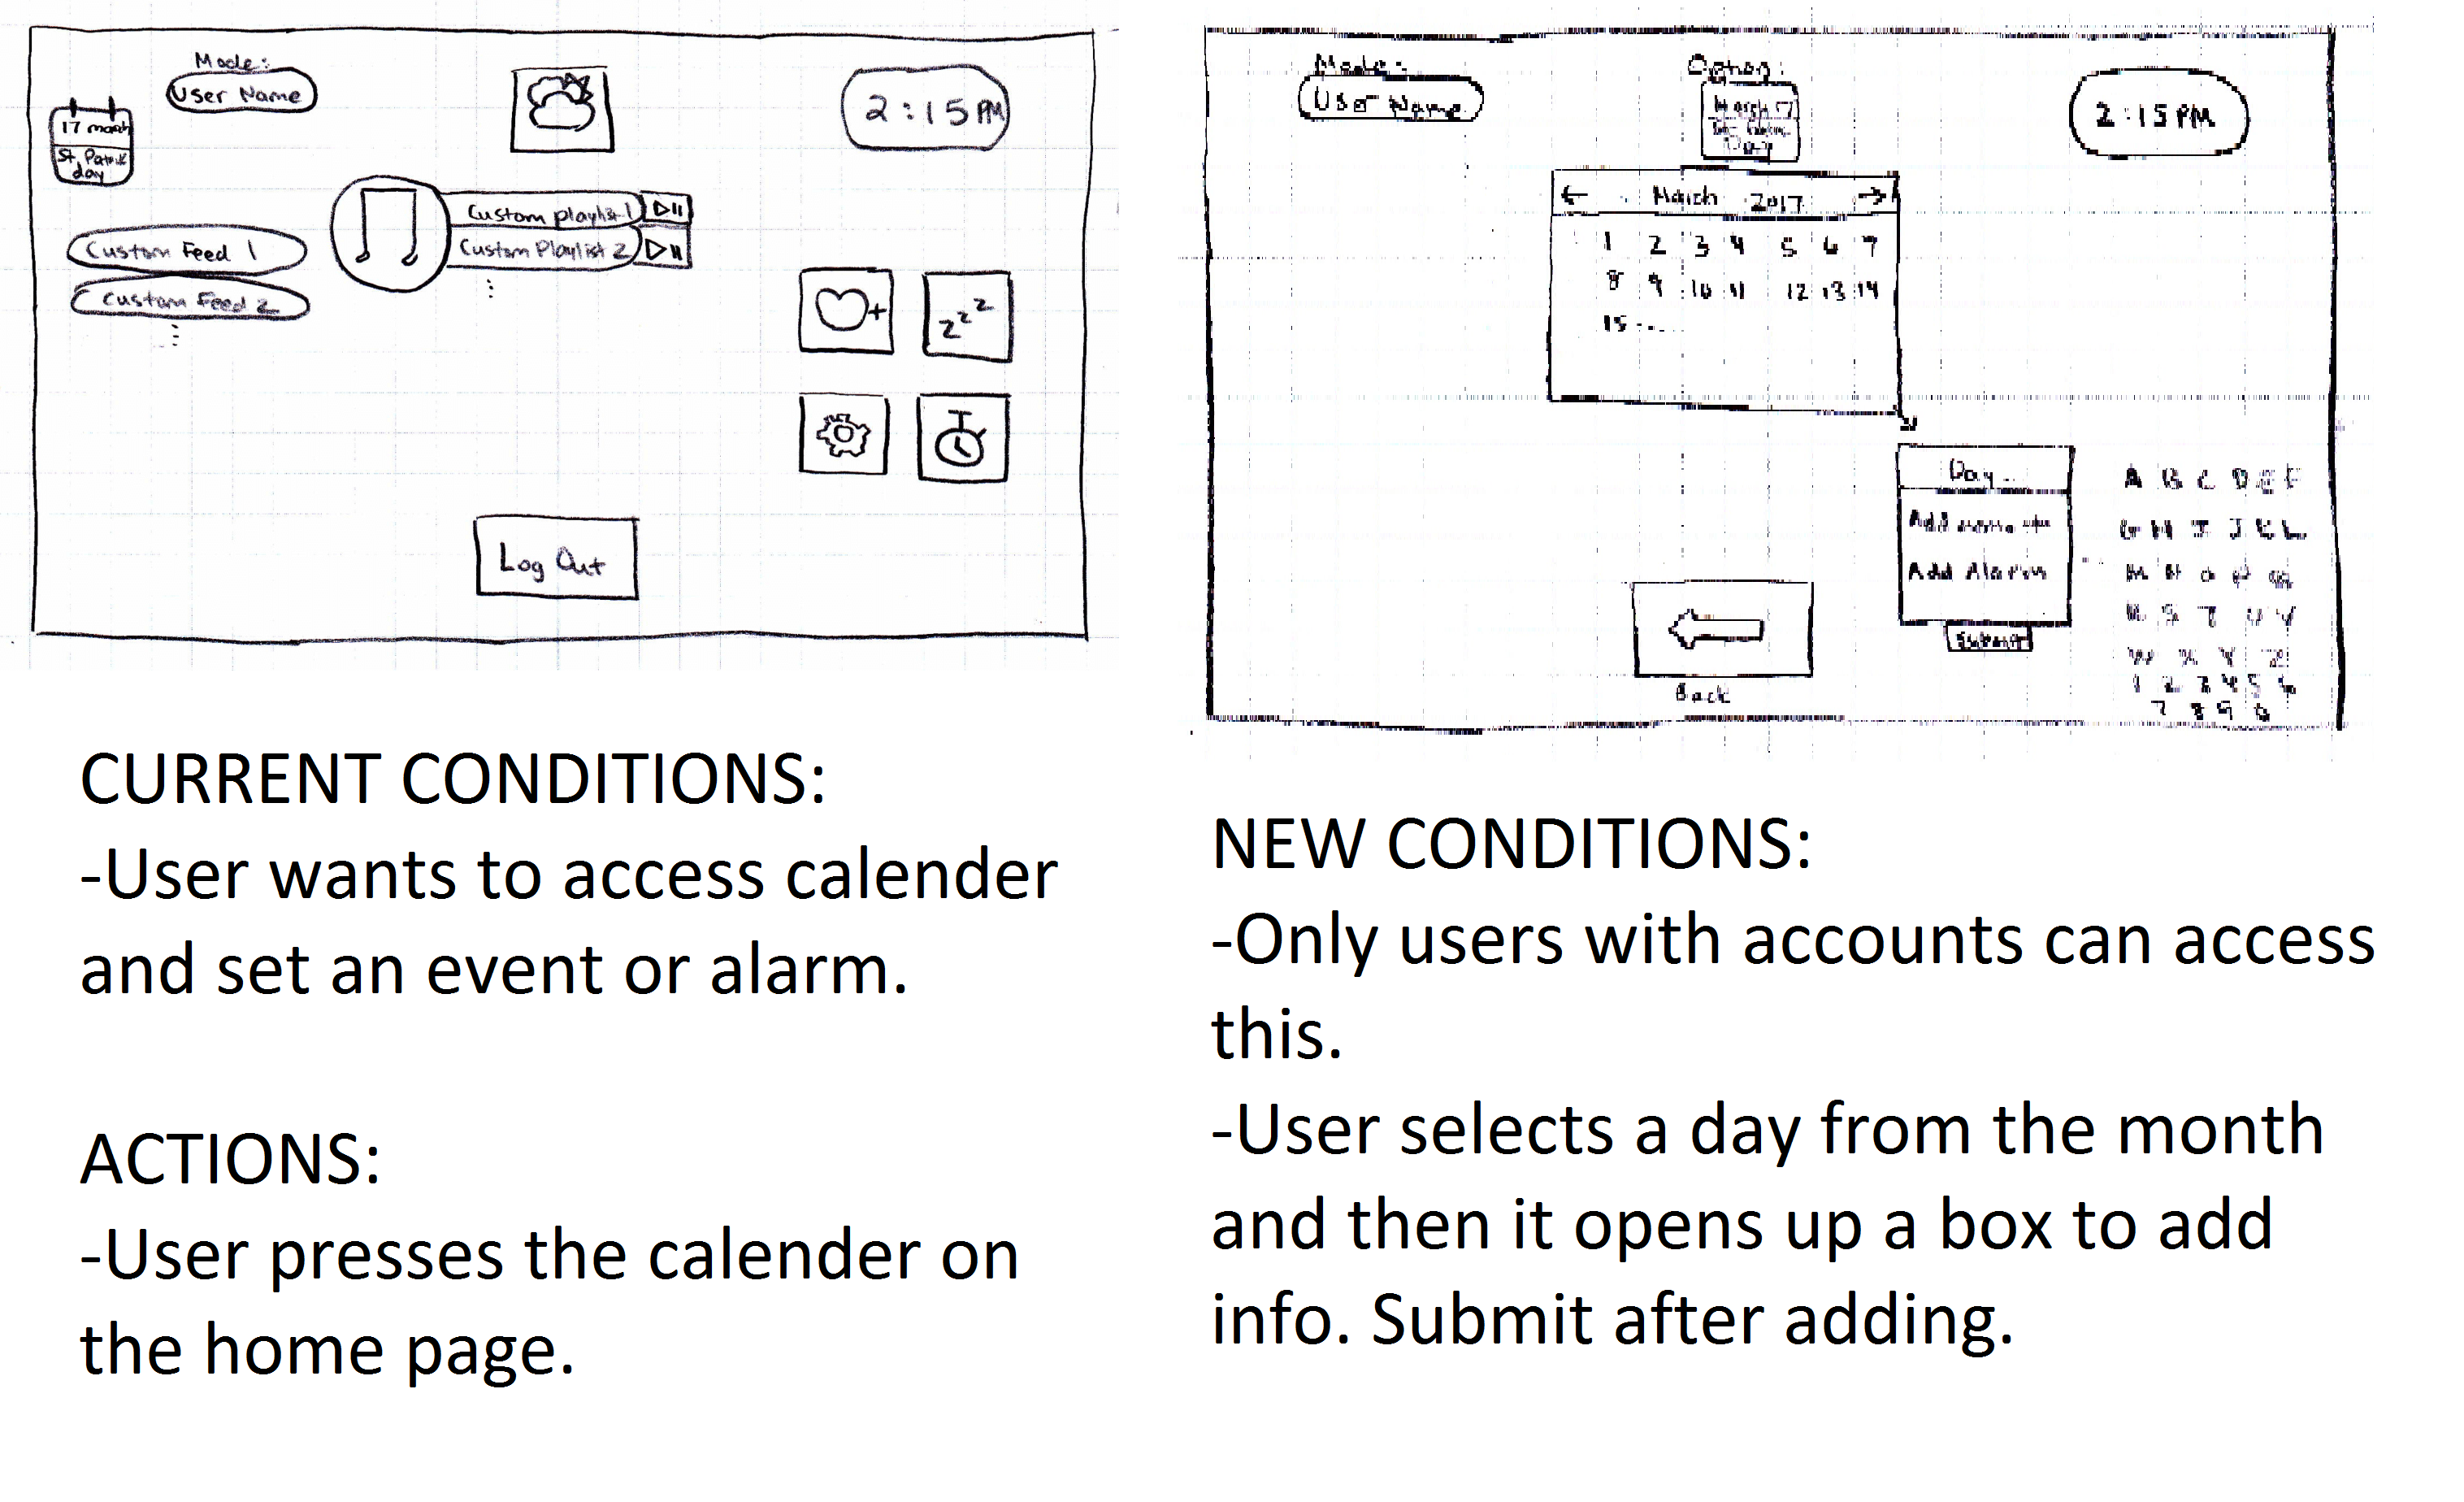 Mode:
User Name
2:15 PM
17 march
St. Patrick
day
Custom playlist 1
Custom Playlist 2
Custom Feed 1
Custom Feed 2
zzz
Log Out
CURRENT CONDITIONS:
-User wants to access calender
and set an event or alarm.
ACTIONS:
-User presses the calender on
the home page.
Mode:
User Name
Option:
March 17
Day
2:15 PM
March 2017
1 2 3 4 5 6 7
8 9 10 11 12 13 14
15 ....
Day..
Add
Add Alarm
Submit
Back
A B C D E F
G H I J K L
M N O P Q
R S T U V
W X Y Z
1 2 3 4 5 6
7 8 9 0
NEW CONDITIONS:
-Only users with accounts can access
this.
-User selects a day from the month
and then it opens up a box to add
info. Submit after adding.